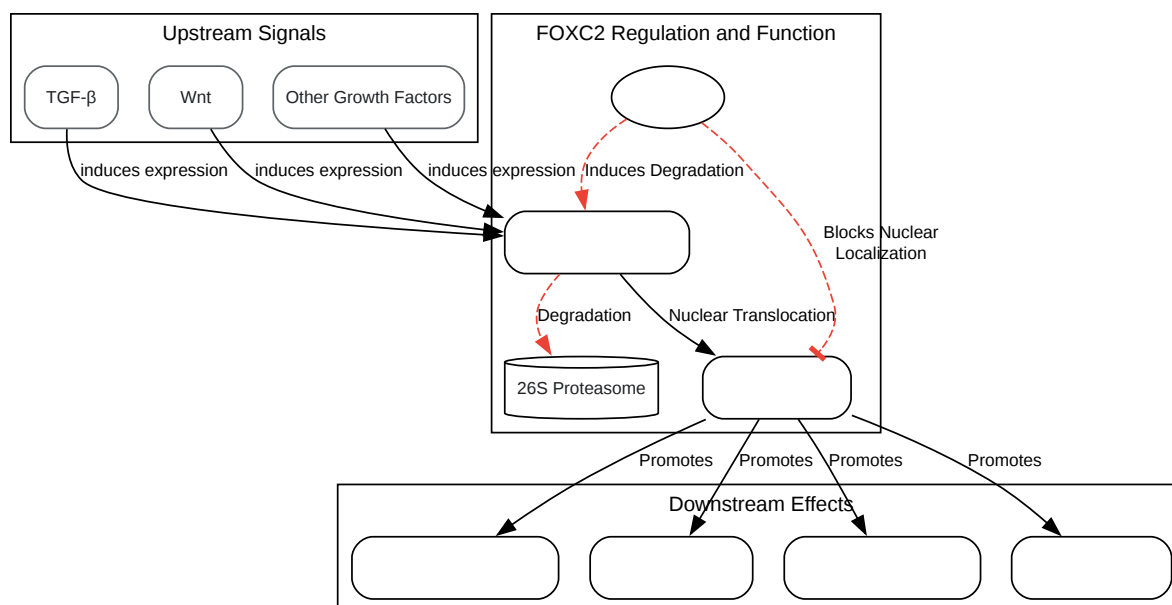 Upstream Signals
FOXC2 Regulation and Function
TGF-β
Wnt
Other Growth Factors
induces expression
induces expression
induces expression
Induces Degradation
Blocks Nuclear
Localization
Degradation
Nuclear Translocation
26S Proteasome
Promotes
Promotes
Promotes
Promotes
Downstream Effects